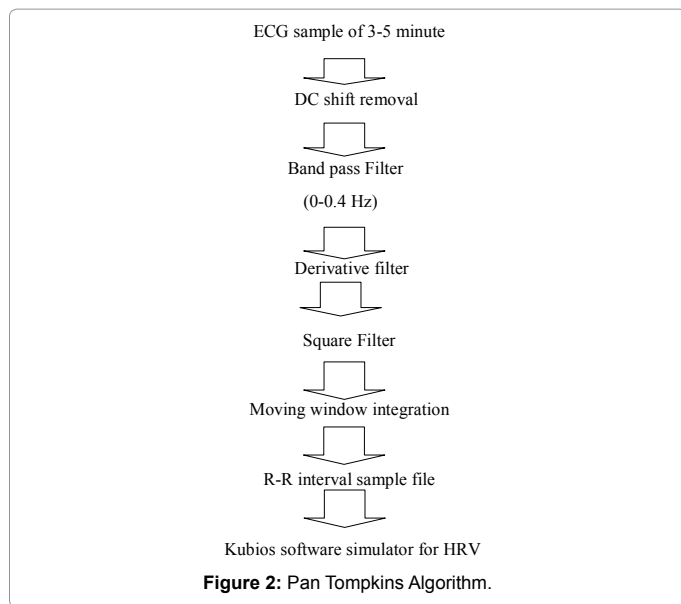 ECG sample of 3-5 minute
DC shift removal
Band pass Filter
(0-0.4 Hz)
Derivative filter
Square Filter
Moving window integration
R-R interval sample file
Kubios software simulator for HRV
Figure 2: Pan Tompkins Algorithm.